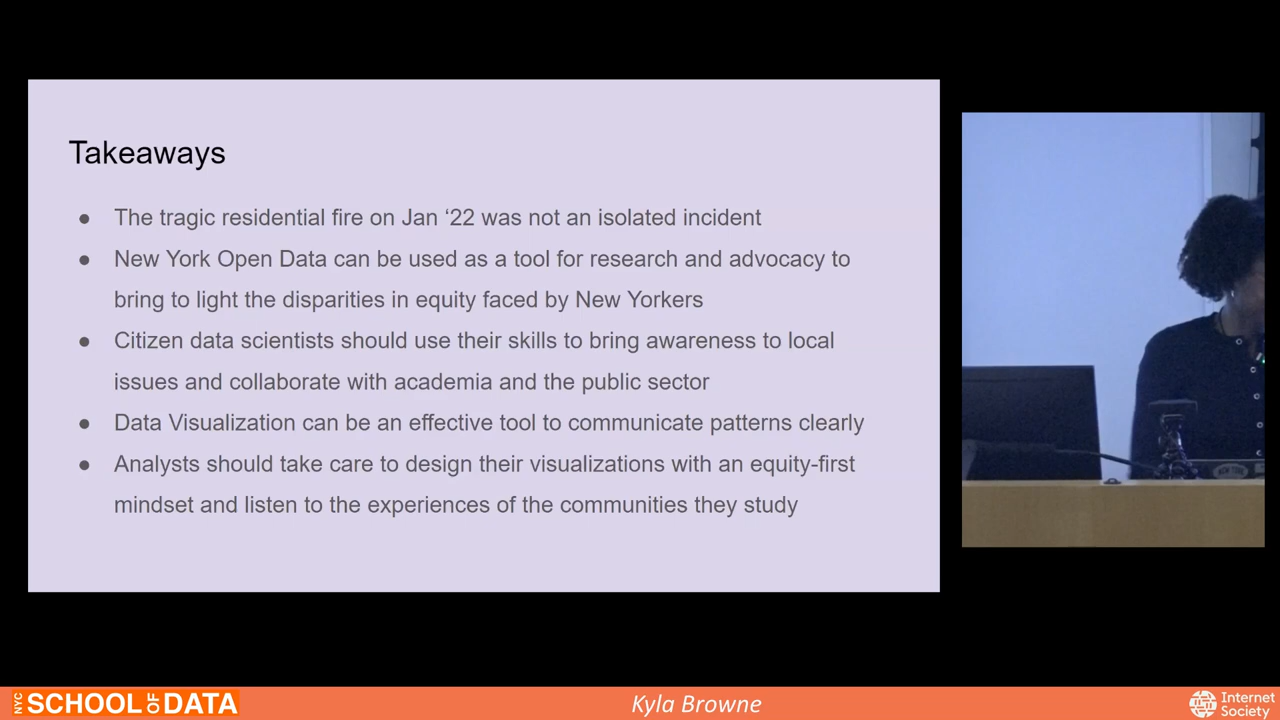 Takeaways
● The tragic residential fire on Jan ‘22 was not an isolated incident
● New York Open Data can be used as a tool for research and advocacy to
bring to light the disparities in equity faced by New Yorkers
● Citizen data scientists should use their skills to bring awareness to local
issues and collaborate with academia and the public sector
● Data Visualization can be an effective tool to communicate patterns clearly
● Analysts should take care to design their visualizations with an equity-first
mindset and listen to the experiences of the communities they study
NYC SCHOOL OF DATA
Kyla Browne
Internet
Society